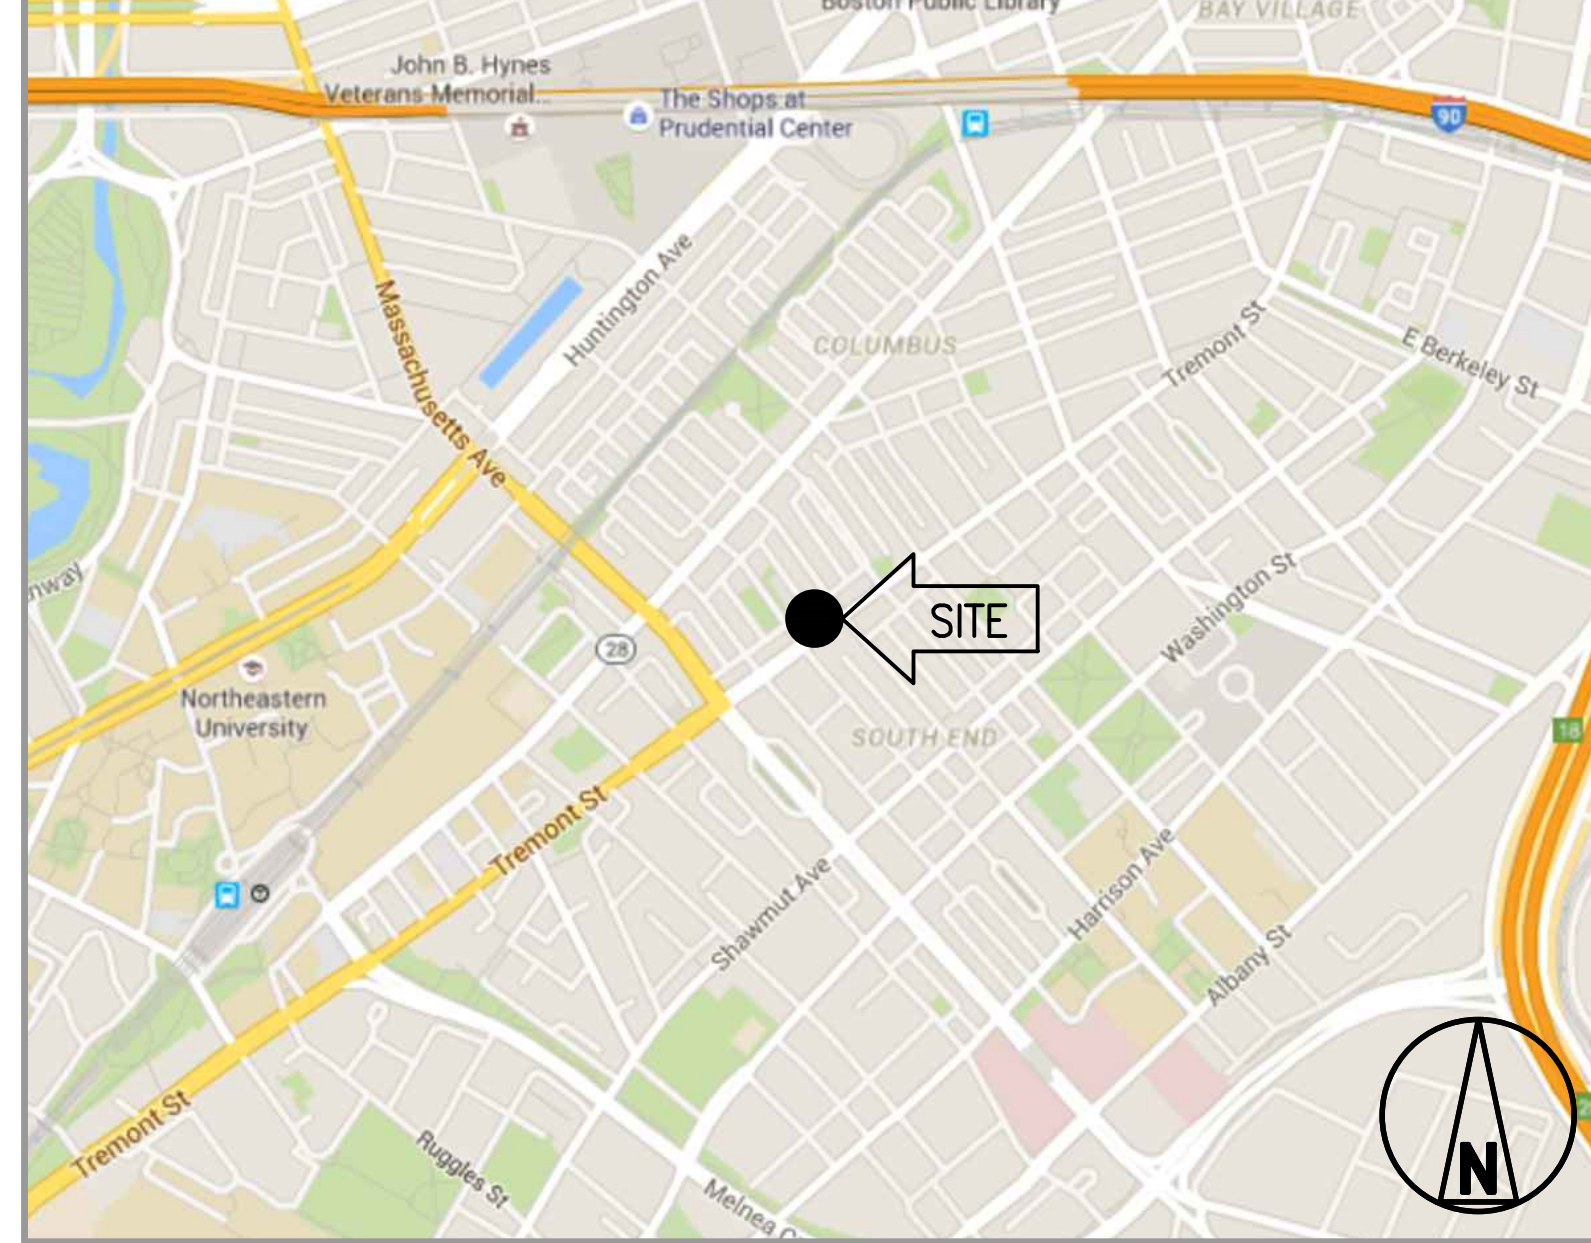 Boston Public Library
BAY VILLAGE
John B. Hynes
Veterans Memorial...
The Shops at
Prudential Center
90
Huntington Ave
Massachusetts Ave
COLUMBUS
Tremont St
E Berkeley St
nway
SITE
Washington St
28
Northeastern
University
SOUTH END
18
Tremont St
Shawmut Ave
Harrison Ave
Albany St
Tremont St
Ruggles St
Melnea C
N